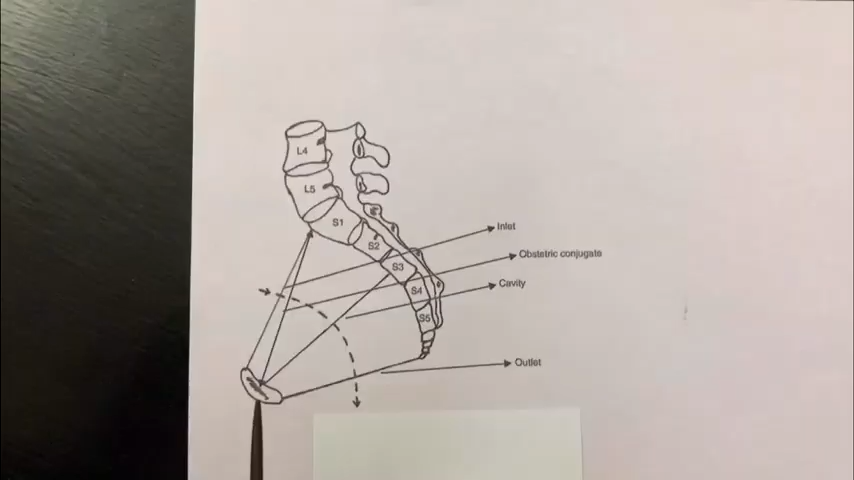 L4
L5
S1
S2
S3
S4
S5
Inlet
Obstetric conjugate
Cavity
Outlet